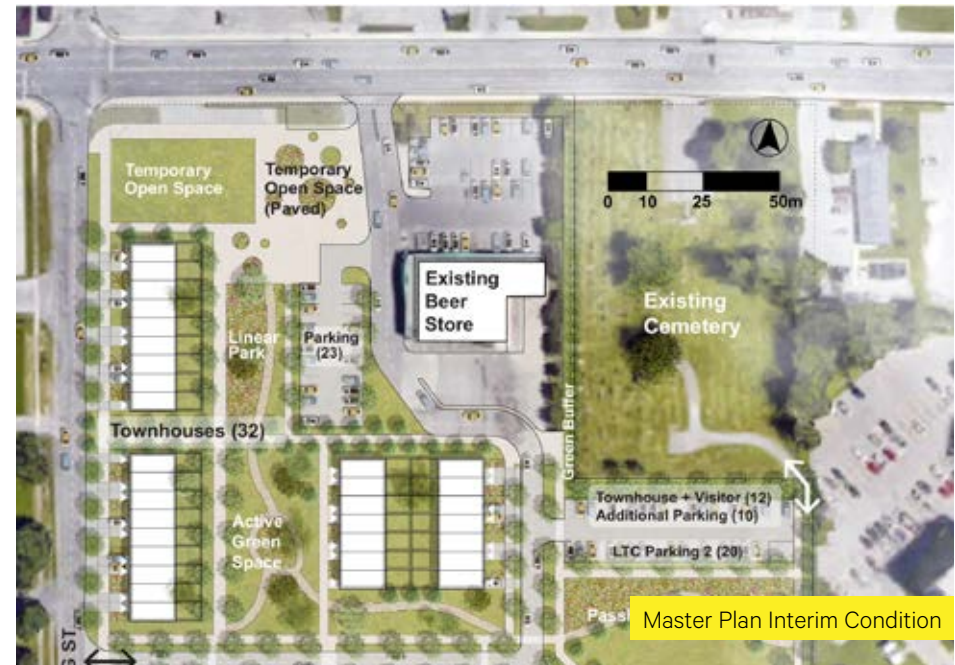 Temporary
Open Space
Temporary
Open Space
(Paved)
0 10 25 50m
Existing
Beer
Store
Existing
Cemetery
Linear
Park
Parking
(23)
Townhouses (32)
Green Buffer
Townhouse + Visitor (12)
Additional Parking (10)
LTC Parking 2 (20)
Active
Green
Space
Master Plan Interim Condition
ST